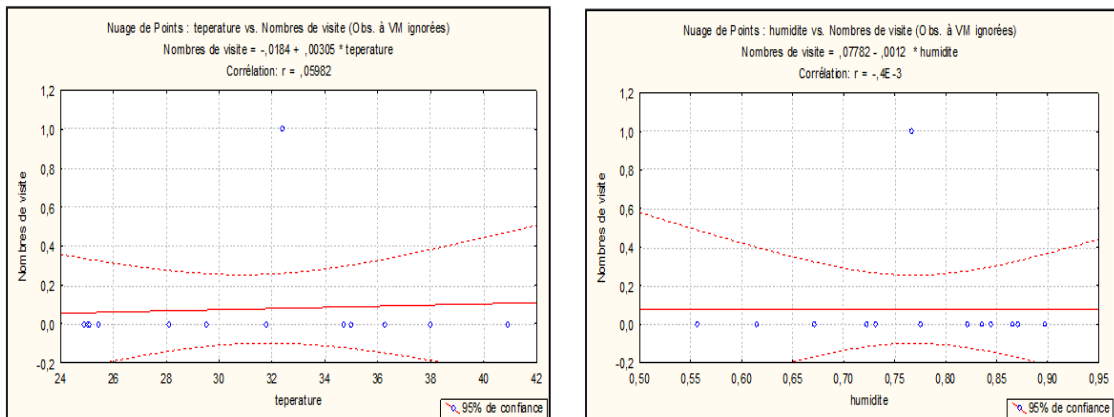 Nuage de Points : teperature vs. Nombres de visite (Obs. à VM ignorées)
Nombres de visite = -,0184 + ,00305 * teperature
Corrélation: r = ,05982
1,2
1,0
0,8
0,6
0,4
0,2
0,0
-0,2
Nombres de visite
24 26 28 30 32 34 36 38 40 42
teperature
95% de confiance
Nuage de Points : humidite vs. Nombres de visite (Obs. à VM ignorées)
Nombres de visite = ,07782 - ,0012 * humidite
Corrélation: r = -,4E-3
1,2
1,0
0,8
0,6
0,4
0,2
0,0
-0,2
Nombres de visite
0,50 0,55 0,60 0,65 0,70 0,75 0,80 0,85 0,90 0,95
humidite
95% de confiance